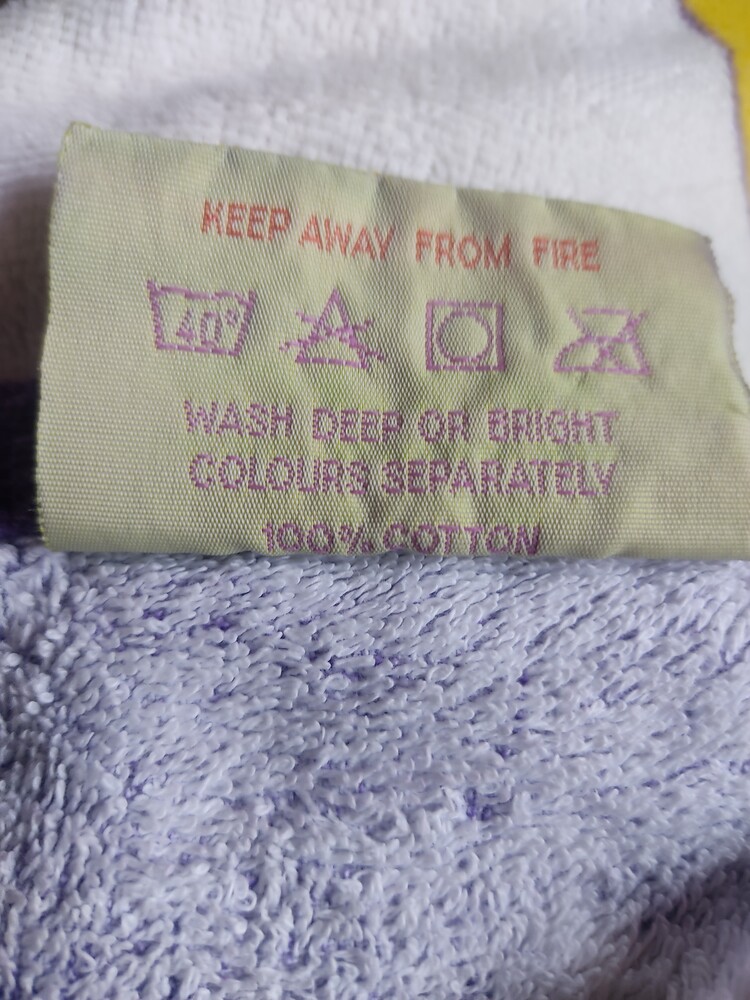 KEEP AWAY FROM FIRE
40°
WASH DEEP OR BRIGHT
COLOURS SEPARATELY
100% COTTON